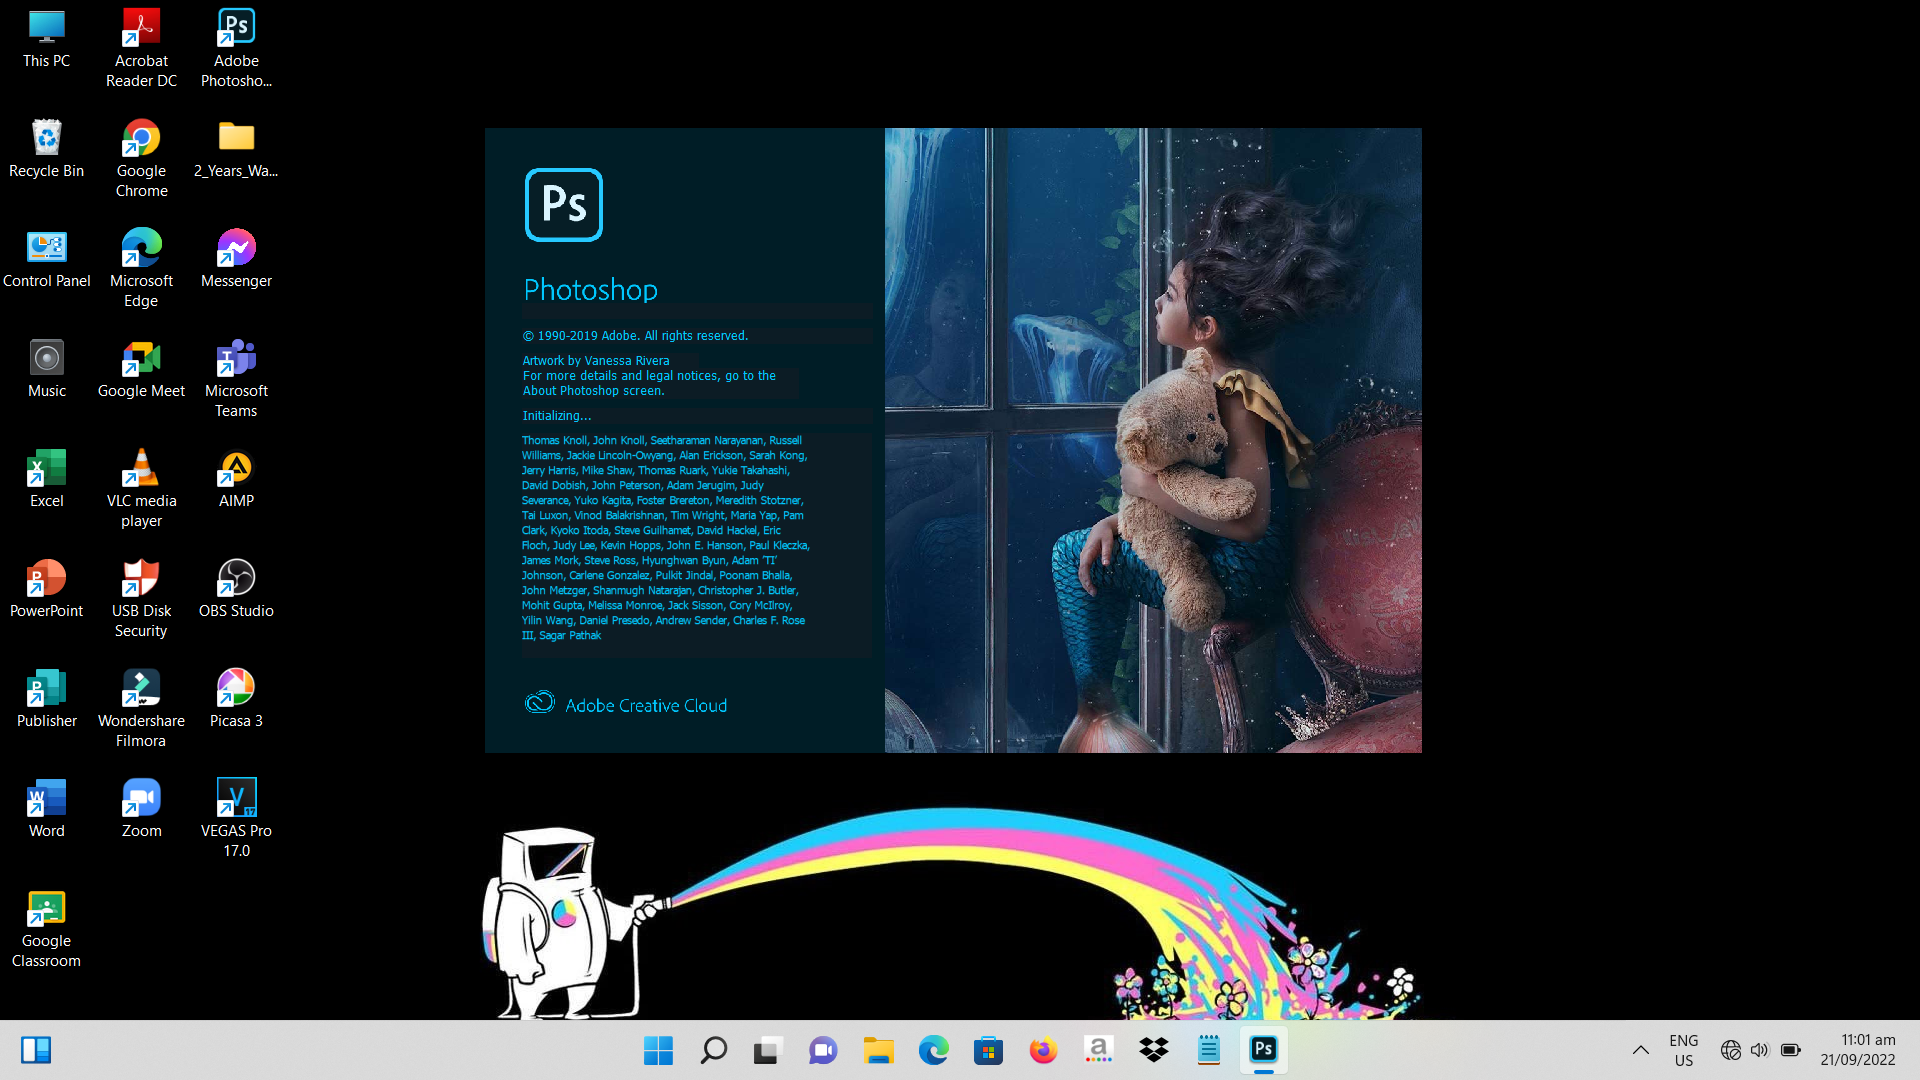 This PC
Acrobat
Reader DC
Ps
Adobe
Photosho...
Recycle Bin
Google
Chrome
2_Years_Wa...
Control Panel
Microsoft
Edge
Messenger
Music
Google Meet
Microsoft
Teams
Excel
VLC media
player
AIMP
PowerPoint
USB Disk
Security
OBS Studio
Publisher
Wondershare
Filmora
Picasa 3
Word
Zoom
VEGAS Pro
17.0
Google
Classroom
Ps
Photoshop
© 1990-2019 Adobe. All rights reserved.
Artwork by Vanessa Rivera
For more details and legal notices, go to the
About Photoshop screen.
Initializing...
Thomas Knoll, John Knoll, Seetharaman Narayanan, Russell
Williams, Jackie Lincoln-Owyang, Alan Erickson, Sarah Kong,
Jerry Harris, Mike Shaw, Thomas Ruark, Yukie Takahashi,
David Dobish, John Peterson, Adam Jerugim, Judy
Severance, Yuko Kagita, Foster Brereton, Meredith Stotzner,
Tai Luxon, Vinod Balakrishnan, Tim Wright, Maria Yap, Pam
Clark, Kyoko Itoda, Steve Guilhamet, David Hackel, Eric
Floch, Judy Lee, Kevin Hopps, John E. Hanson, Paul Kleczka,
James Mork, Steve Ross, Hyunghwan Byun, Adam 'TI'
Johnson, Carlene Gonzalez, Pulkit Jindal, Poonam Bhalla,
John Metzger, Shanmugh Natarajan, Christopher J. Butler,
Mohit Gupta, Melissa Monroe, Jack Sisson, Cory McIlroy,
Yilin Wang, Daniel Presedo, Andrew Sender, Charles F. Rose
III, Sagar Pathak
Adobe Creative Cloud
a
Ps
ENG
US
11:01 am
21/09/2022